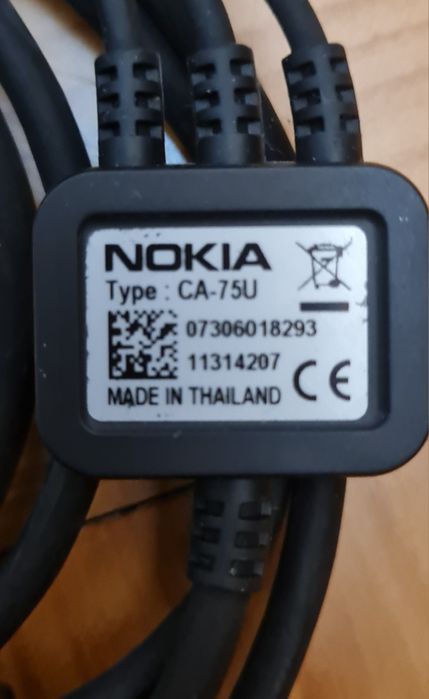 NOKIA
Type : CA-75U
07306018293
11314207
MADE IN THAILAND CE